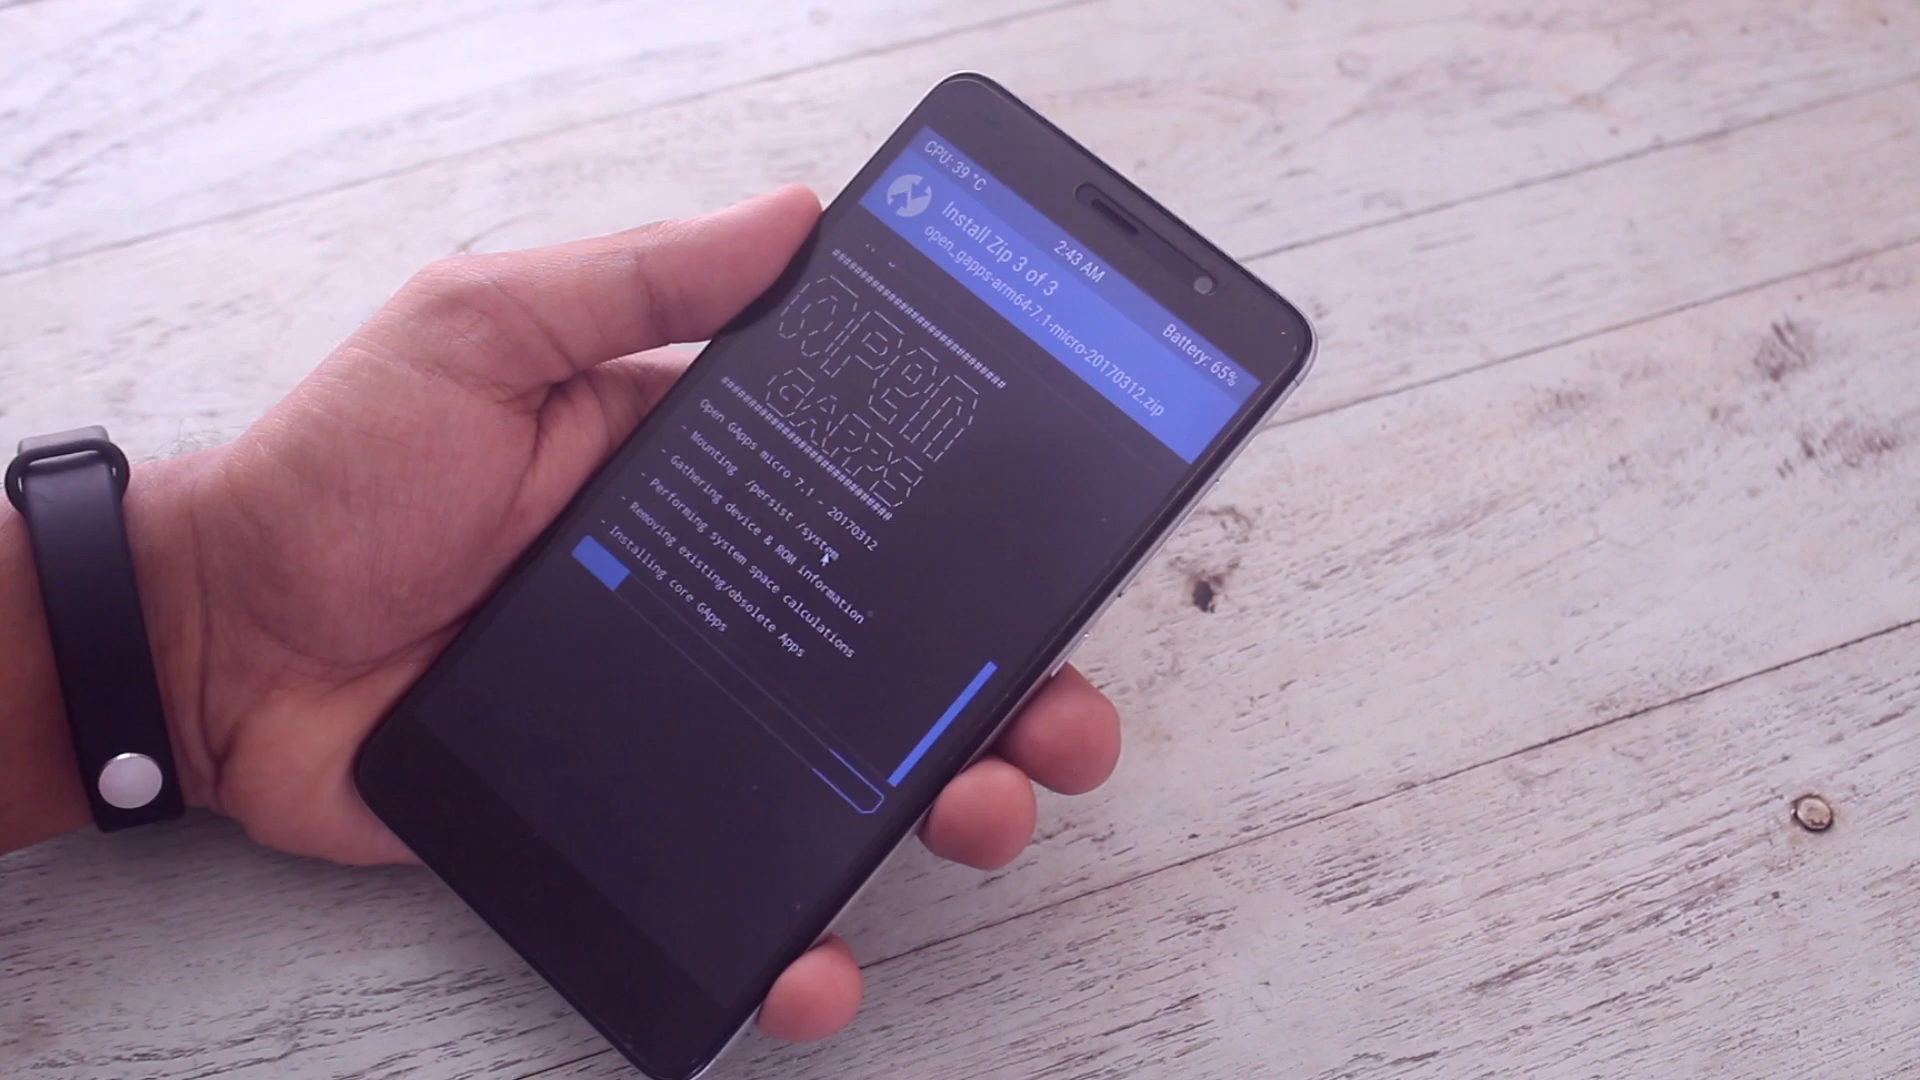 CPU: 39 °C
2:43 AM
Battery: 65%
Install Zip 3 of 3
open_gapps-arm64-7.1-micro-20170312.zip
##############################
OPen
GAPPS
##############################
Open GApps micro 7.1 - 20170312
- Mounting /persist /system
- Gathering device & ROM information
- Performing system space calculations
- Removing existing/obsolete Apps
- Installing core GApps